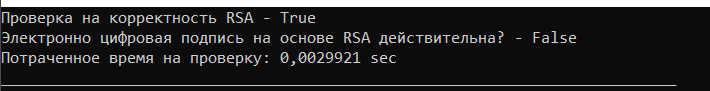 Проверка на корректность RSA - True
Электронно цифровая подпись на основе RSA действительна? - False
Потраченное время на проверку: 0,0029921 sec